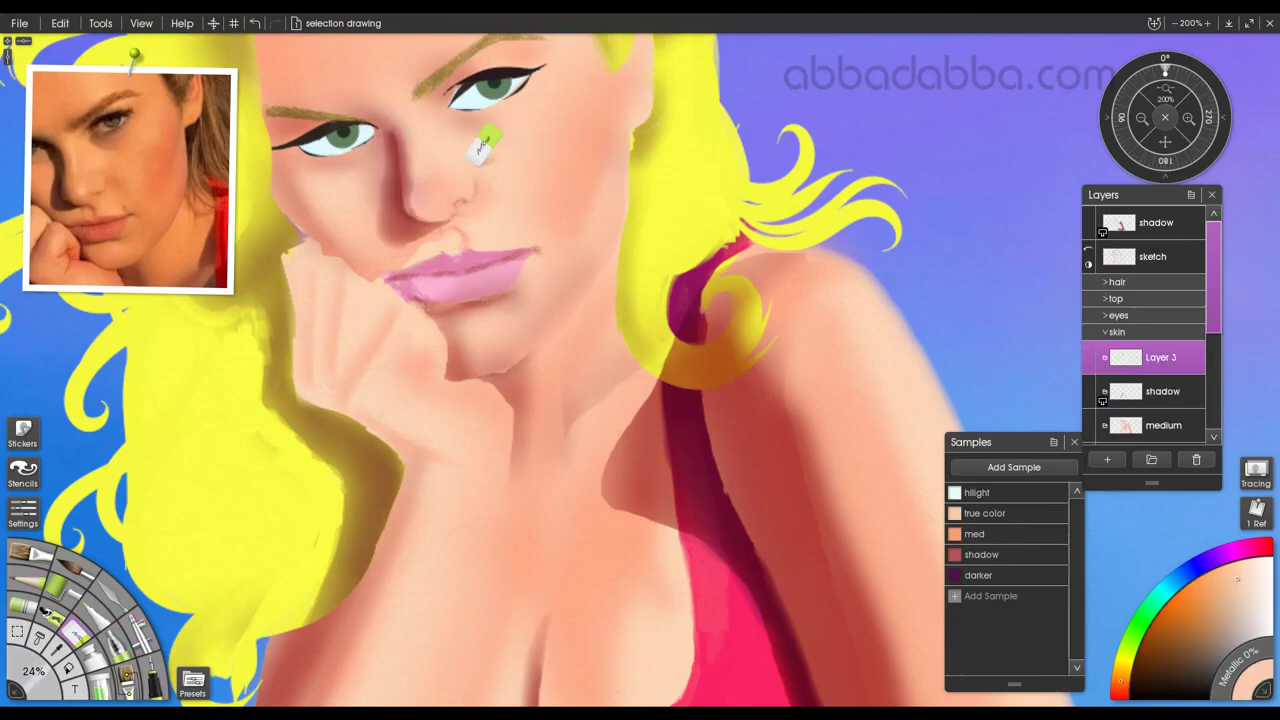 File Edit Tools View Help selection drawing −200%+
abbadabba.com
0°
90 200% 270
180
Layers
shadow
sketch
>hair
>top
>eyes
skin
Layer 3
shadow
medium
Samples
Add Sample
hilight
true color
med
shadow
darker
Add Sample
Stickers
Stencils
Settings
24%
T
Presets
Tracing
1 Ref
Metallic 0%